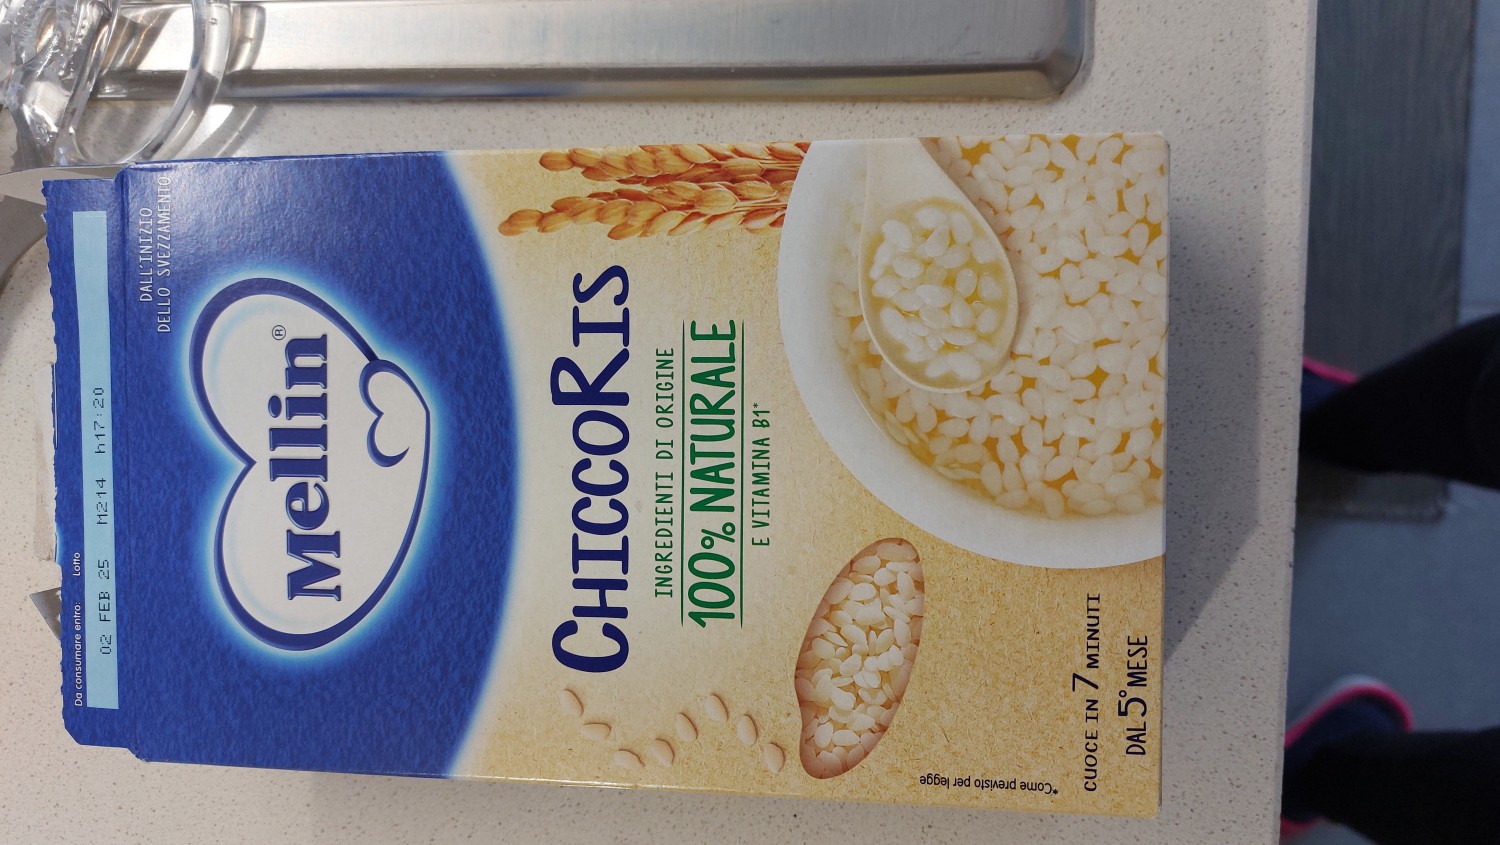 Da consumare entro: Lotto
02 FEB 25 M214 h17:20
DALL'INIZIO
DELLO SVEZZAMENTO
Mellin®
CHICCORIS
INGREDIENTI DI ORIGINE
100% NATURALE
E VITAMINA B1*
*Come previsto per legge
CUOCE IN 7 MINUTI
DAL 5° MESE